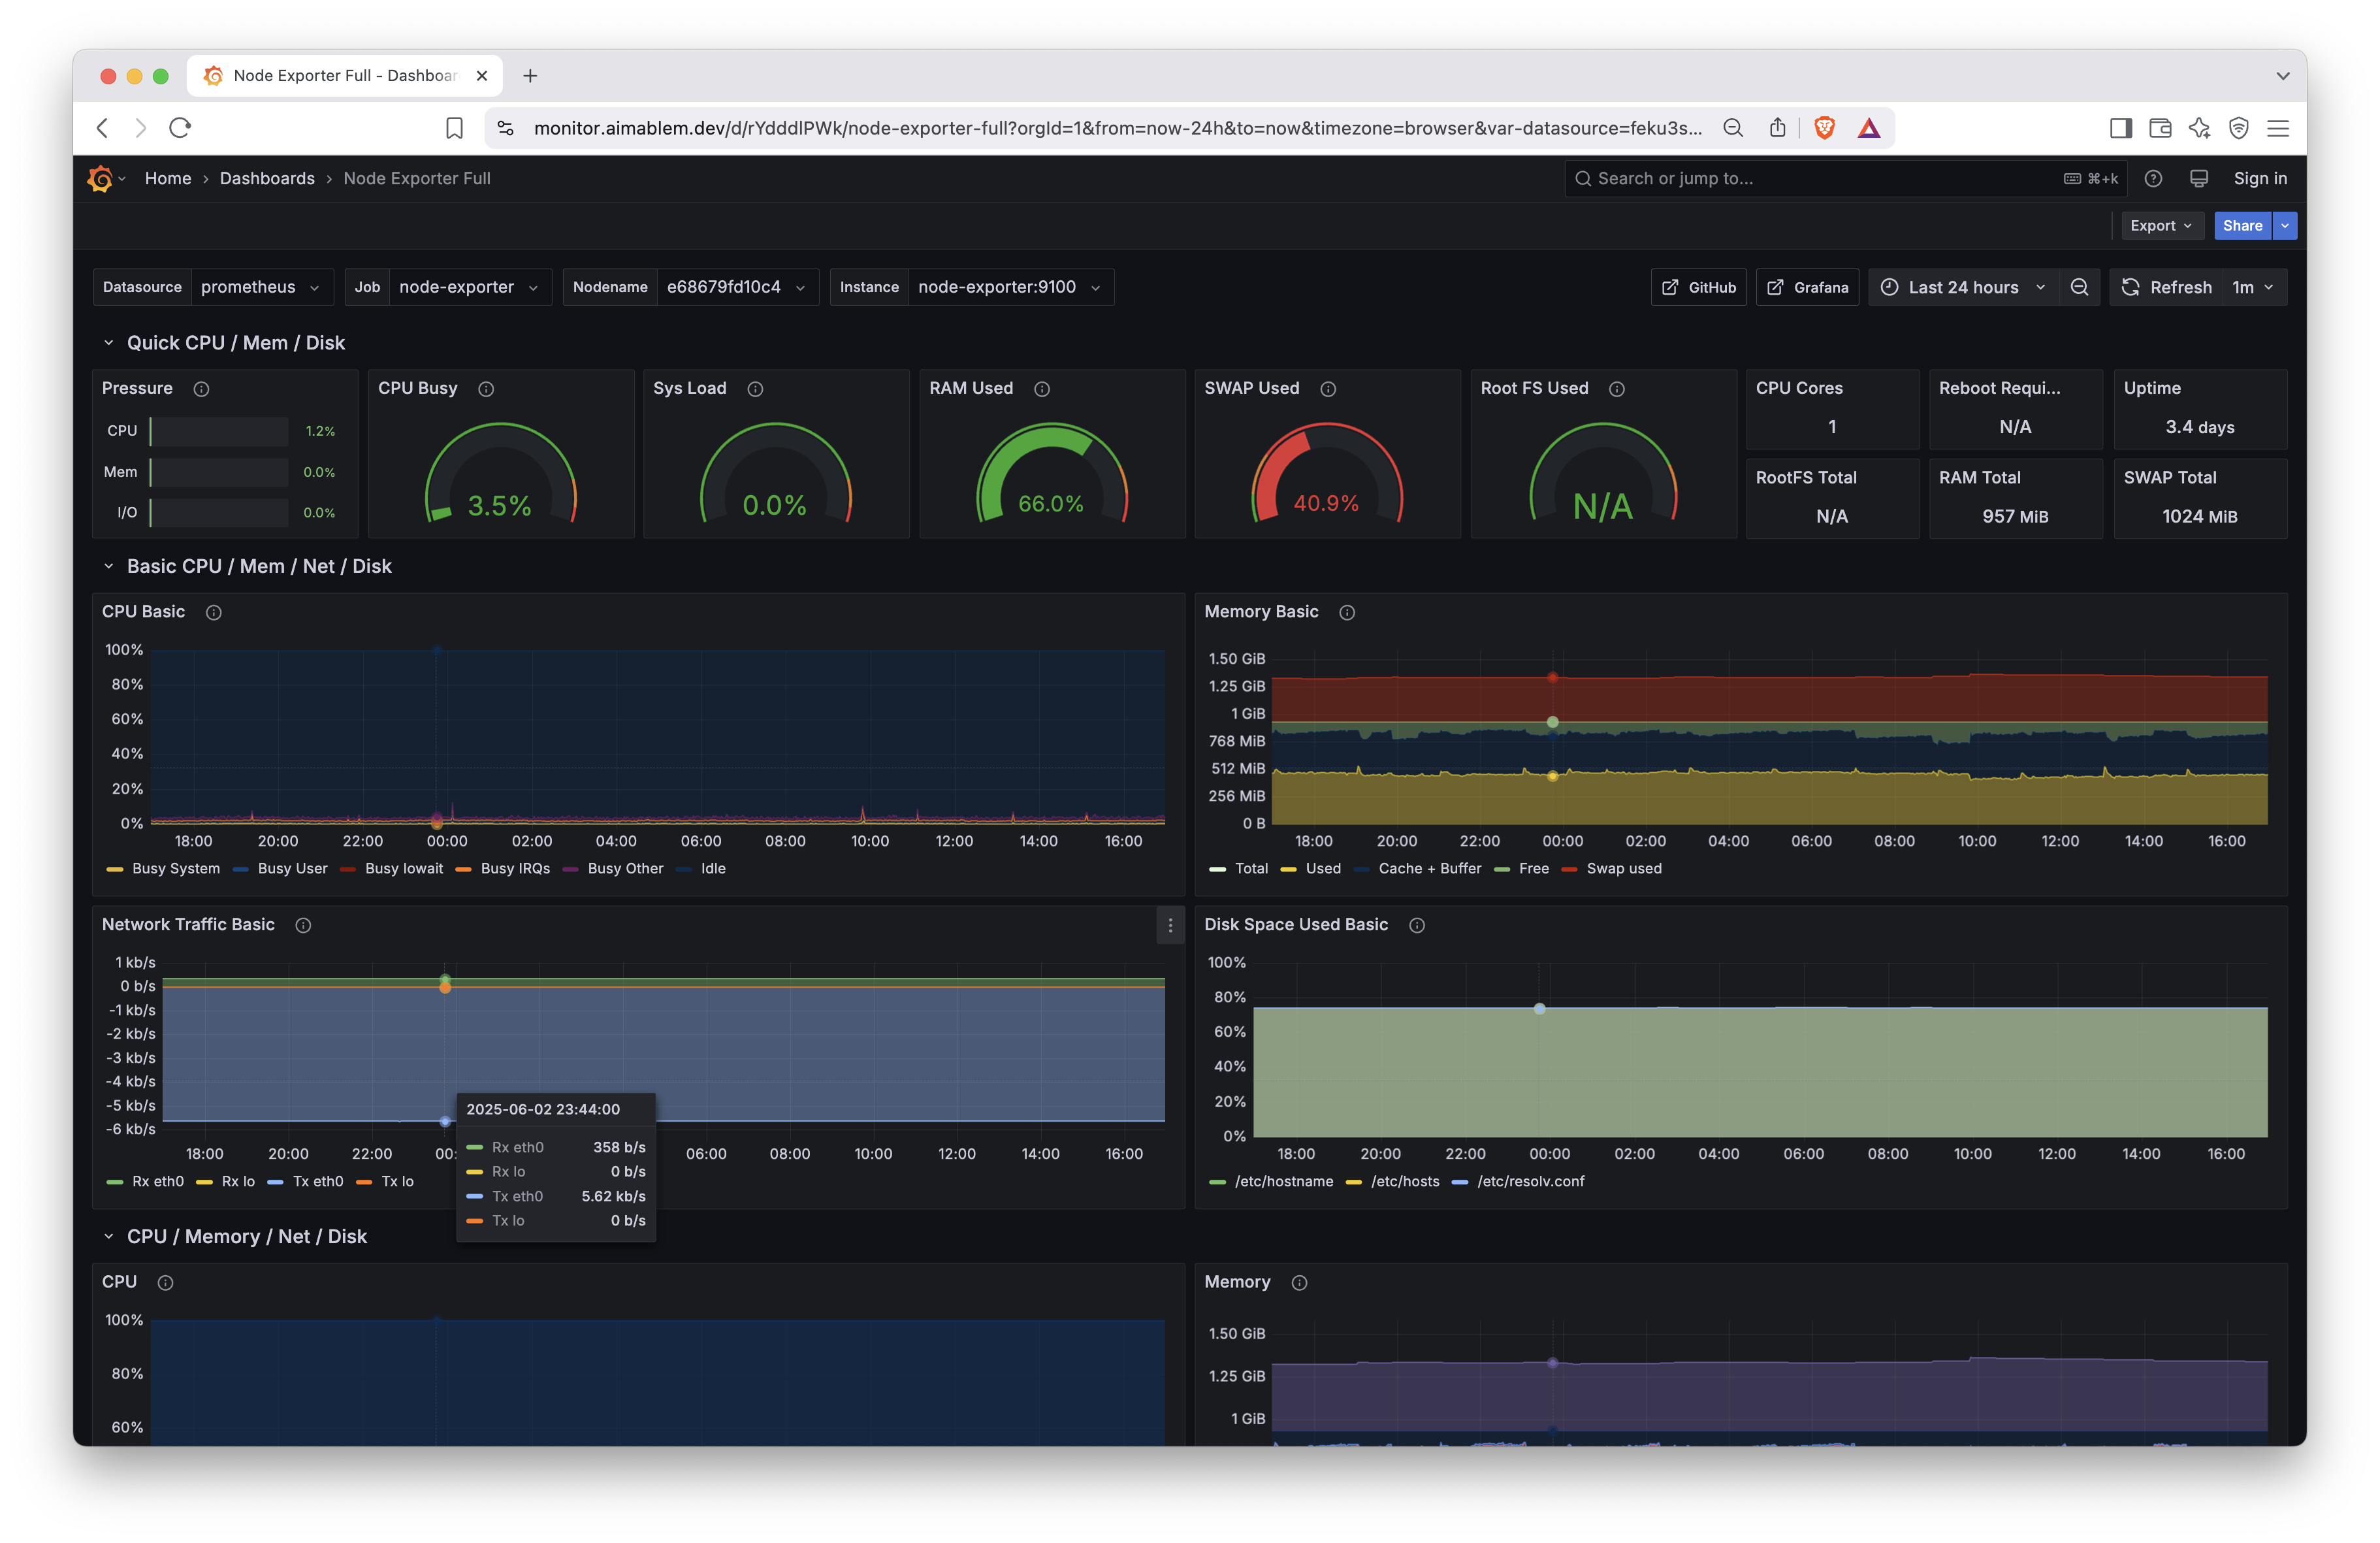 Node Exporter Full - Dashboar
monitor.aimablem.dev/d/rYdddlPWk/node-exporter-full?orgId=1&from=now-24h&to=now&timezone=browser&var-datasource=feku3s...
Home › Dashboards › Node Exporter Full
Search or jump to... ⌘+k Sign in
Export Share
Datasource prometheus Job node-exporter Nodename e68679fd10c4 Instance node-exporter:9100 GitHub Grafana Last 24 hours Refresh 1m
Quick CPU / Mem / Disk
Pressure
CPU 1.2%
Mem 0.0%
I/O 0.0%
CPU Busy
3.5%
Sys Load
0.0%
RAM Used
66.0%
SWAP Used
40.9%
Root FS Used
N/A
CPU Cores
1
Reboot Requi...
N/A
Uptime
3.4 days
RootFS Total
N/A
RAM Total
957 MiB
SWAP Total
1024 MiB
Basic CPU / Mem / Net / Disk
CPU Basic
100%
80%
60%
40%
20%
0%
18:00 20:00 22:00 00:00 02:00 04:00 06:00 08:00 10:00 12:00 14:00 16:00
Busy System Busy User Busy Iowait Busy IRQs Busy Other Idle
Memory Basic
1.50 GiB
1.25 GiB
1 GiB
768 MiB
512 MiB
256 MiB
0 B
18:00 20:00 22:00 00:00 02:00 04:00 06:00 08:00 10:00 12:00 14:00 16:00
Total Used Cache + Buffer Free Swap used
Network Traffic Basic
1 kb/s
0 b/s
-1 kb/s
-2 kb/s
-3 kb/s
-4 kb/s
-5 kb/s
-6 kb/s
18:00 20:00 22:00 00: 06:00 08:00 10:00 12:00 14:00 16:00
Rx eth0 Rx lo Tx eth0 Tx lo
2025-06-02 23:44:00
Rx eth0 358 b/s
Rx lo 0 b/s
Tx eth0 5.62 kb/s
Tx lo 0 b/s
Disk Space Used Basic
100%
80%
60%
40%
20%
0%
18:00 20:00 22:00 00:00 02:00 04:00 06:00 08:00 10:00 12:00 14:00 16:00
/etc/hostname /etc/hosts /etc/resolv.conf
CPU / Memory / Net / Disk
CPU
100%
80%
60%
Memory
1.50 GiB
1.25 GiB
1 GiB